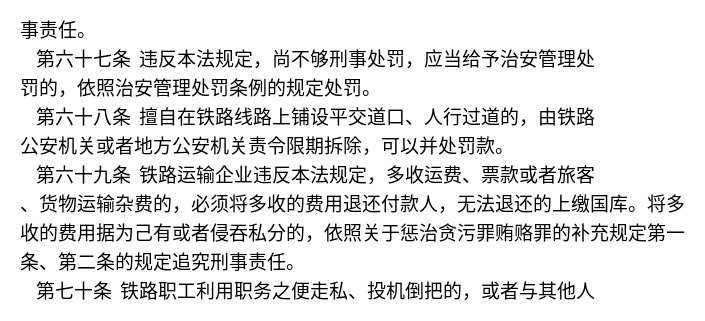 事责任。
第六十七条 违反本法规定，尚不够刑事处罚，应当给予治安管理处
罚的，依照治安管理处罚条例的规定处罚。
第六十八条 擅自在铁路线路上铺设平交道口、人行过道的，由铁路
公安机关或者地方公安机关责令限期拆除，可以并处罚款。
第六十九条 铁路运输企业违反本法规定，多收运费、票款或者旅客
、货物运输杂费的，必须将多收的费用退还付款人，无法退还的上缴国库。将多
收的费用据为己有或者侵吞私分的，依照关于惩治贪污罪贿赂罪的补充规定第一
条、第二条的规定追究刑事责任。
第七十条 铁路职工利用职务之便走私、投机倒把的，或者与其他人